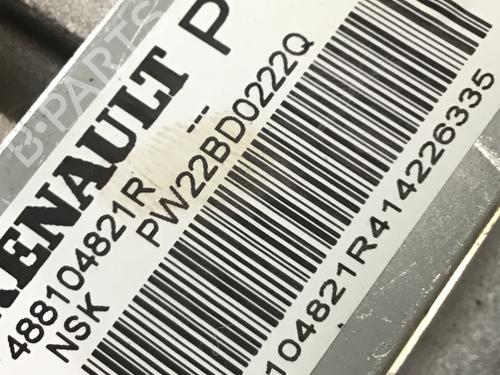 RENAULT P
488104821R ---
NSK PW22BD0222Q
104821R414226335
B-PARTS